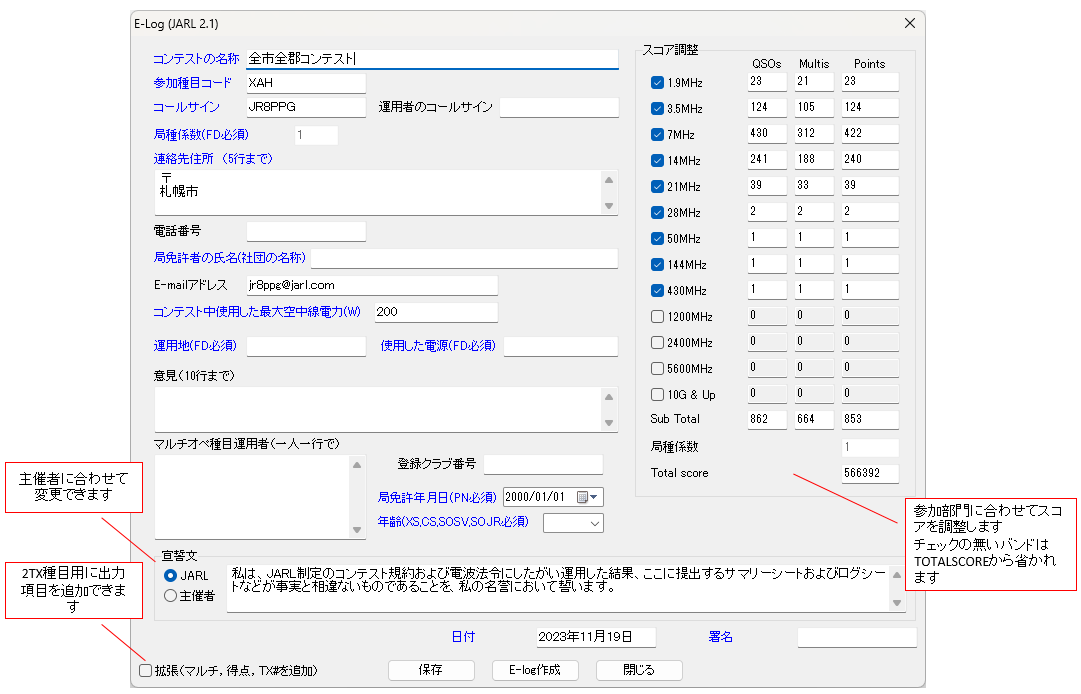 E-Log (JARL 2.1)
コンテストの名称 全市全郡コンテスト
参加種目コード XAH
コールサイン JR8PPG 運用者のコールサイン
局種係数(FD必須) 1
連絡先住所 (5行まで)
〒
札幌市
電話番号
局免許者の氏名(社団の名称)
E-mailアドレス jr8ppg@jarl.com
コンテスト中使用した最大空中線電力(W) 200
運用地(FD必須) 使用した電源(FD必須)
意見(10行まで)
マルチオペ種目運用者(一人一行で)
登録クラブ番号
局免許年月日(PN必須) 2000/01/01
年齢(XS,CS,SOSV,SOJR必須)
スコア調整
QSOs Multis Points
1.9MHz 23 21 23
3.5MHz 124 105 124
7MHz 430 312 422
14MHz 241 188 240
21MHz 39 33 39
28MHz 2 2 2
50MHz 1 1 1
144MHz 1 1 1
430MHz 1 1 1
1200MHz 0 0 0
2400MHz 0 0 0
5600MHz 0 0 0
10G & Up 0 0 0
Sub Total 862 664 853
局種係数 1
Total score 566392
宣誓文
JARL
主催者
私は、JARL制定のコンテスト規約および電波法令にしたがい運用した結果、ここに提出するサマリーシートおよびログシー
トなどが事実と相違ないものであることを、私の名誉において誓います。
日付 2023年11月19日 署名
拡張(マルチ, 得点, TX#を追加) 保存 E-log作成 閉じる
主催者に合わせて
変更できます
2TX種目用に出力
項目を追加できま
す
参加部門に合わせてスコ
アを調整します
チェックの無いバンドは
TOTALSCOREから省かれ
ます